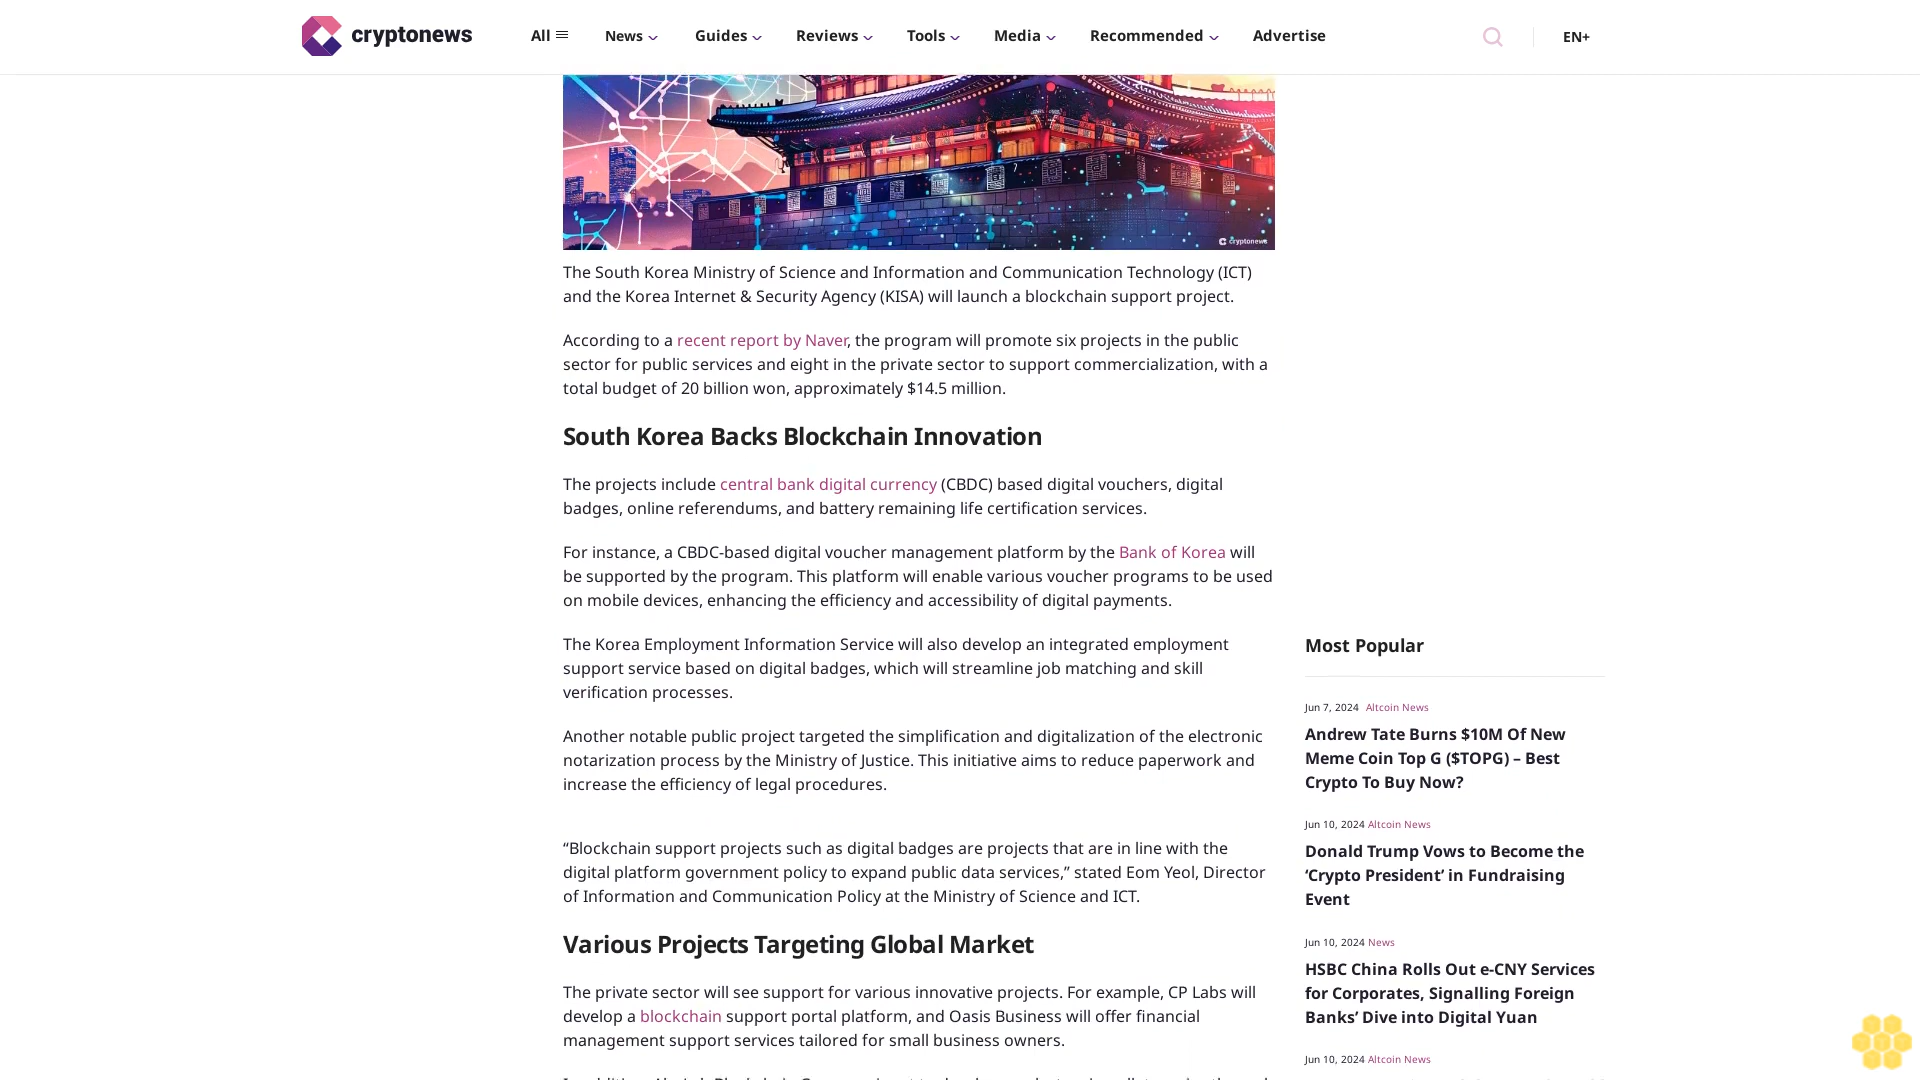 cryptonews
All
News
Guides
Reviews
Tools
Media
Recommended
Advertise
EN+
cryptonews
The South Korea Ministry of Science and Information and Communication Technology (ICT)
and the Korea Internet & Security Agency (KISA) will launch a blockchain support project.
According to a recent report by Naver, the program will promote six projects in the public
sector for public services and eight in the private sector to support commercialization, with a
total budget of 20 billion won, approximately $14.5 million.
South Korea Backs Blockchain Innovation
The projects include central bank digital currency (CBDC) based digital vouchers, digital
badges, online referendums, and battery remaining life certification services.
For instance, a CBDC-based digital voucher management platform by the Bank of Korea will
be supported by the program. This platform will enable various voucher programs to be used
on mobile devices, enhancing the efficiency and accessibility of digital payments.
The Korea Employment Information Service will also develop an integrated employment
support service based on digital badges, which will streamline job matching and skill
verification processes.
Another notable public project targeted the simplification and digitalization of the electronic
notarization process by the Ministry of Justice. This initiative aims to reduce paperwork and
increase the efficiency of legal procedures.
“Blockchain support projects such as digital badges are projects that are in line with the
digital platform government policy to expand public data services,” stated Eom Yeol, Director
of Information and Communication Policy at the Ministry of Science and ICT.
Various Projects Targeting Global Market
The private sector will see support for various innovative projects. For example, CP Labs will
develop a blockchain support portal platform, and Oasis Business will offer financial
management support services tailored for small business owners.
Most Popular
Jun 7, 2024 Altcoin News
Andrew Tate Burns $10M Of New
Meme Coin Top G ($TOPG) – Best
Crypto To Buy Now?
Jun 10, 2024 Altcoin News
Donald Trump Vows to Become the
‘Crypto President’ in Fundraising
Event
Jun 10, 2024 News
HSBC China Rolls Out e-CNY Services
for Corporates, Signalling Foreign
Banks’ Dive into Digital Yuan
Jun 10, 2024 Altcoin News